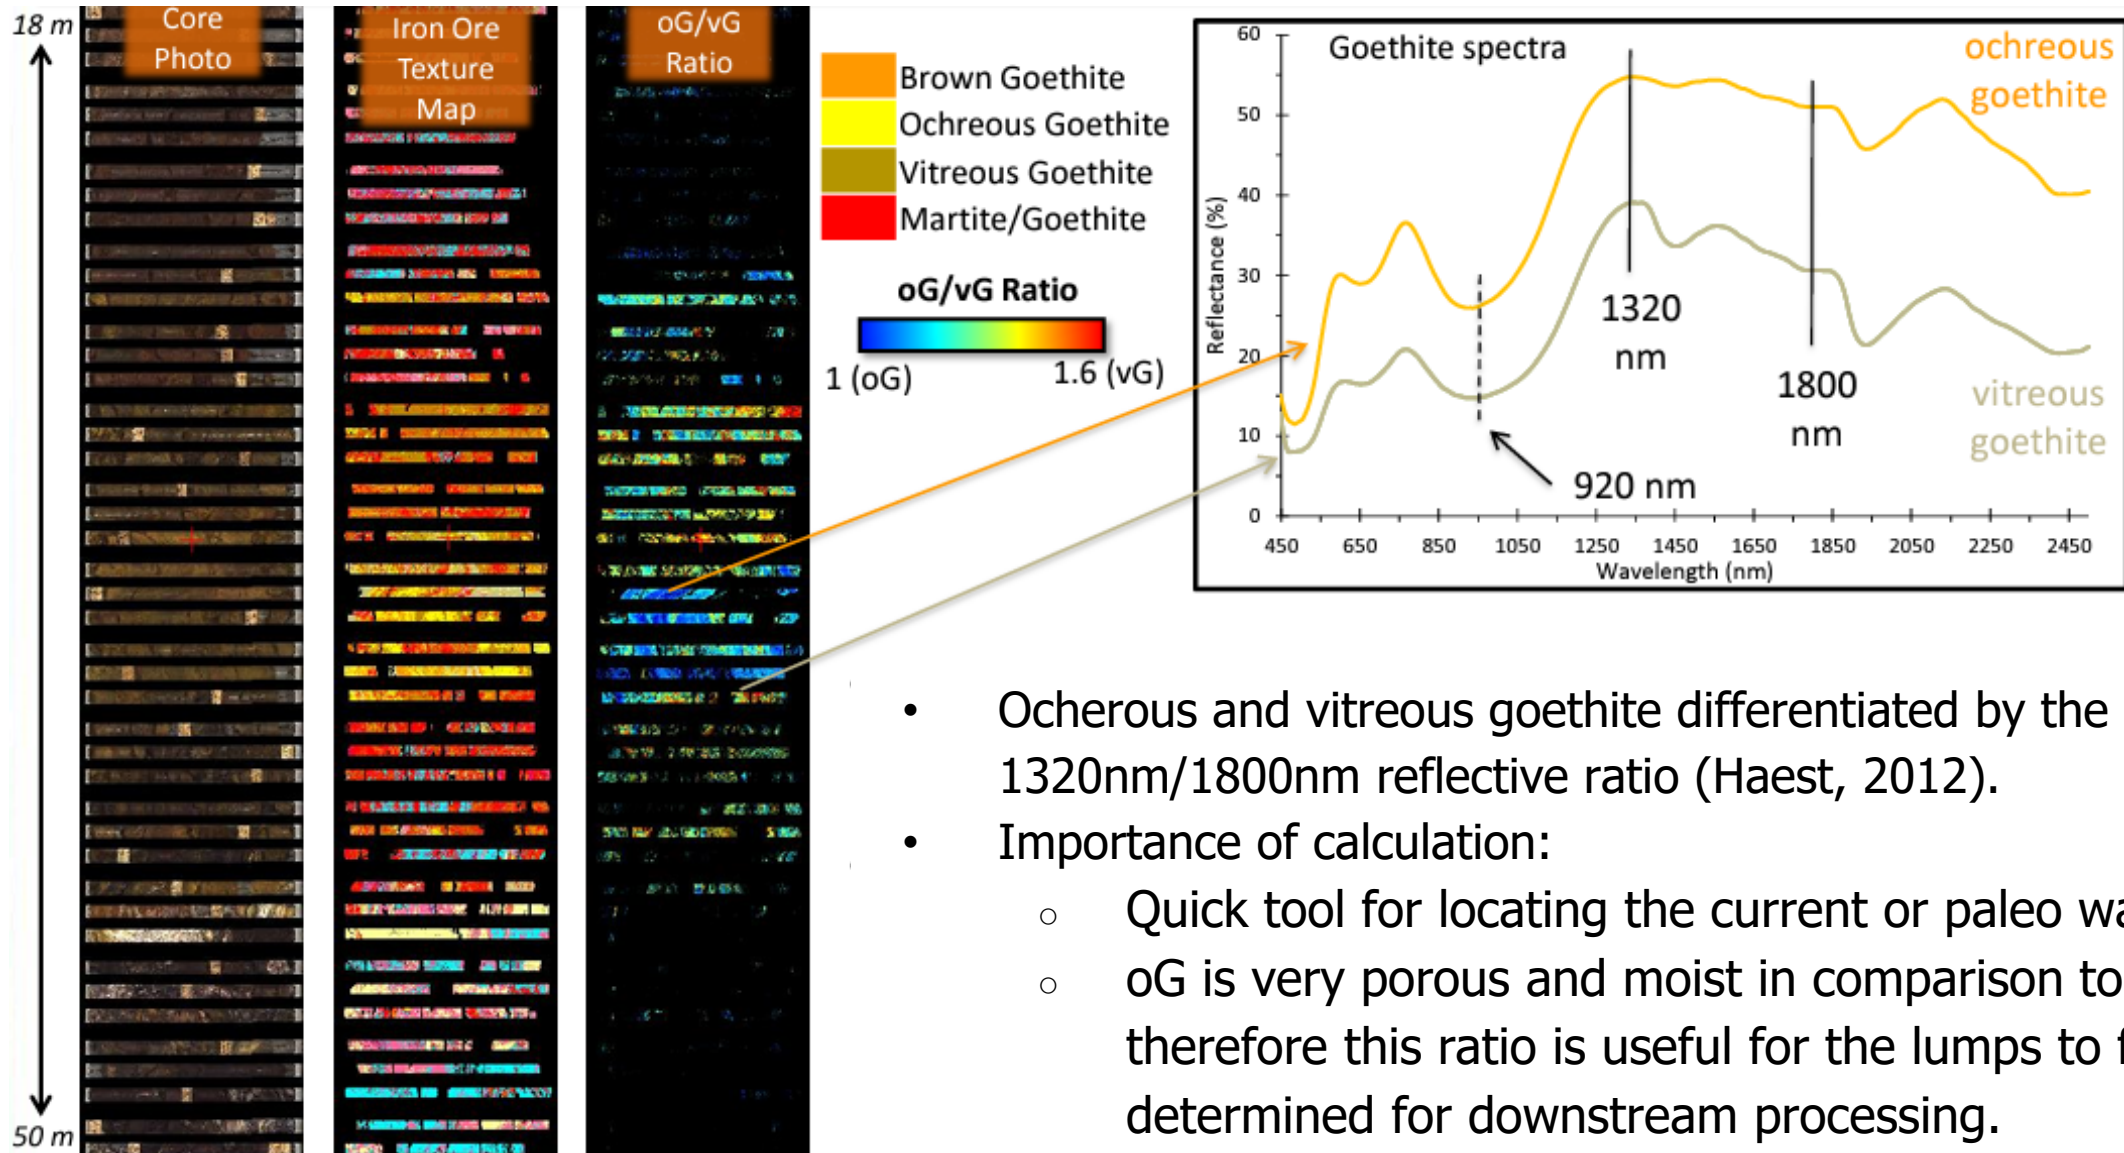 18 m
50 m
Core
Photo
Iron Ore
Texture
Map
oG/vG
Ratio
Brown Goethite
Ochreous Goethite
Vitreous Goethite
Martite/Goethite
oG/vG Ratio
1 (oG)
1.6 (vG)
Goethite spectra
ochreous
goethite
vitreous
goethite
1320
nm
1800
nm
920 nm
Reflectance (%)
60
50
40
30
20
10
0
450 650 850 1050 1250 1450 1650 1850 2050 2250 2450
Wavelength (nm)
• Ocherous and vitreous goethite differentiated by the
1320nm/1800nm reflective ratio (Haest, 2012).
• Importance of calculation:
○ Quick tool for locating the current or paleo
○ oG is very porous and moist in comparison to
therefore this ratio is useful for the lumps to
determined for downstream processing.